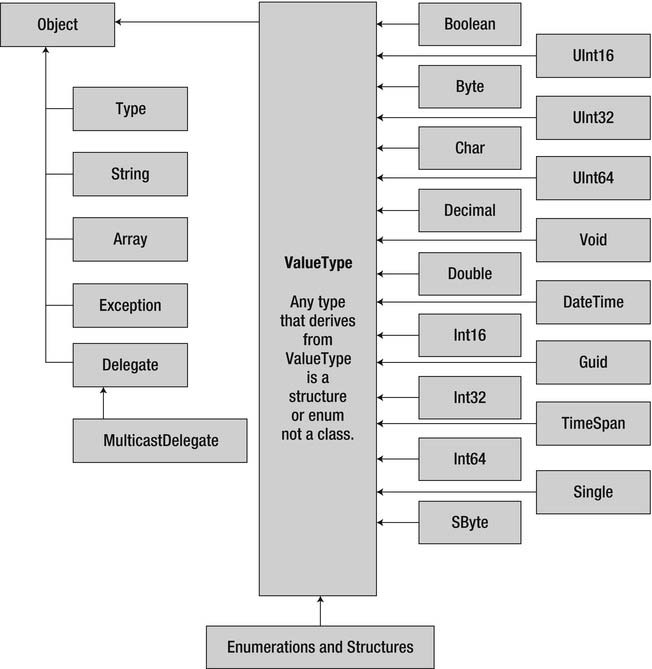 Object
Type
String
Array
Exception
Delegate
MulticastDelegate
ValueType
Any type
that derives
from
ValueType
is a
structure
or enum
not a class.
Boolean
UInt16
Byte
UInt32
Char
UInt64
Decimal
Void
Double
DateTime
Int16
Guid
Int32
TimeSpan
Int64
Single
SByte
Enumerations and Structures